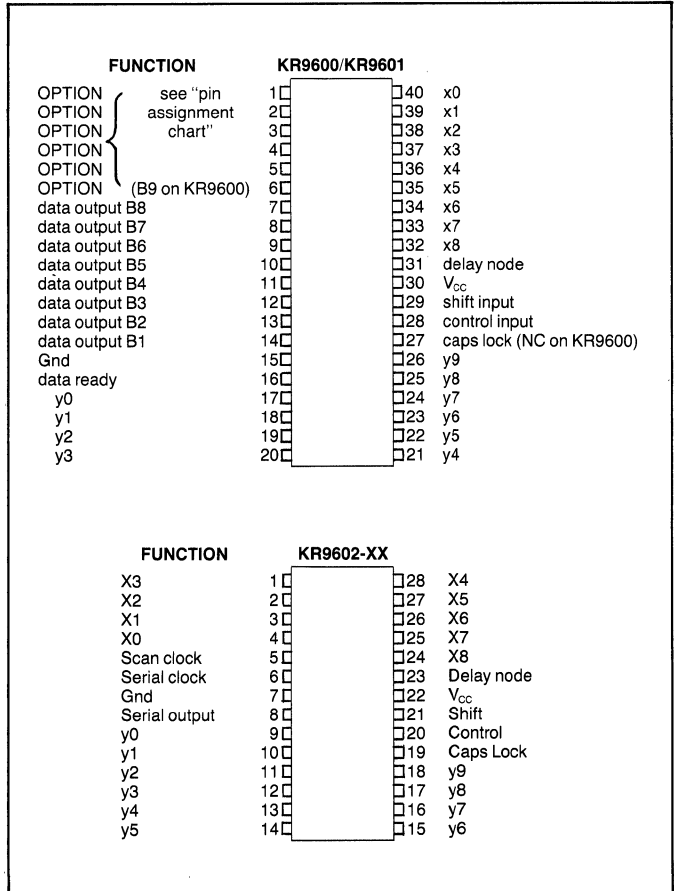 FUNCTION KR9600/KR9601
OPTION see "pin 1 40 x0
OPTION assignment 2 39 x1
OPTION chart" 3 38 x2
OPTION 4 37 x3
OPTION 5 36 x4
OPTION (B9 on KR9600) 6 35 x5
data output B8 7 34 x6
data output B7 8 33 x7
data output B6 9 32 x8
data output B5 10 31 delay node
data output B4 11 30 VCC
data output B3 12 29 shift input
data output B2 13 28 control input
data output B1 14 27 caps lock (NC on KR9600)
Gnd 15 26 y9
data ready 16 25 y8
y0 17 24 y7
y1 18 23 y6
y2 19 22 y5
y3 20 21 y4
FUNCTION KR9602-XX
X3 1 28 X4
X2 2 27 X5
X1 3 26 X6
X0 4 25 X7
Scan clock 5 24 X8
Serial clock 6 23 Delay node
Gnd 7 22 VCC
Serial output 8 21 Shift
y0 9 20 Control
y1 10 19 Caps Lock
y2 11 18 y9
y3 12 17 y8
y4 13 16 y7
y5 14 15 y6